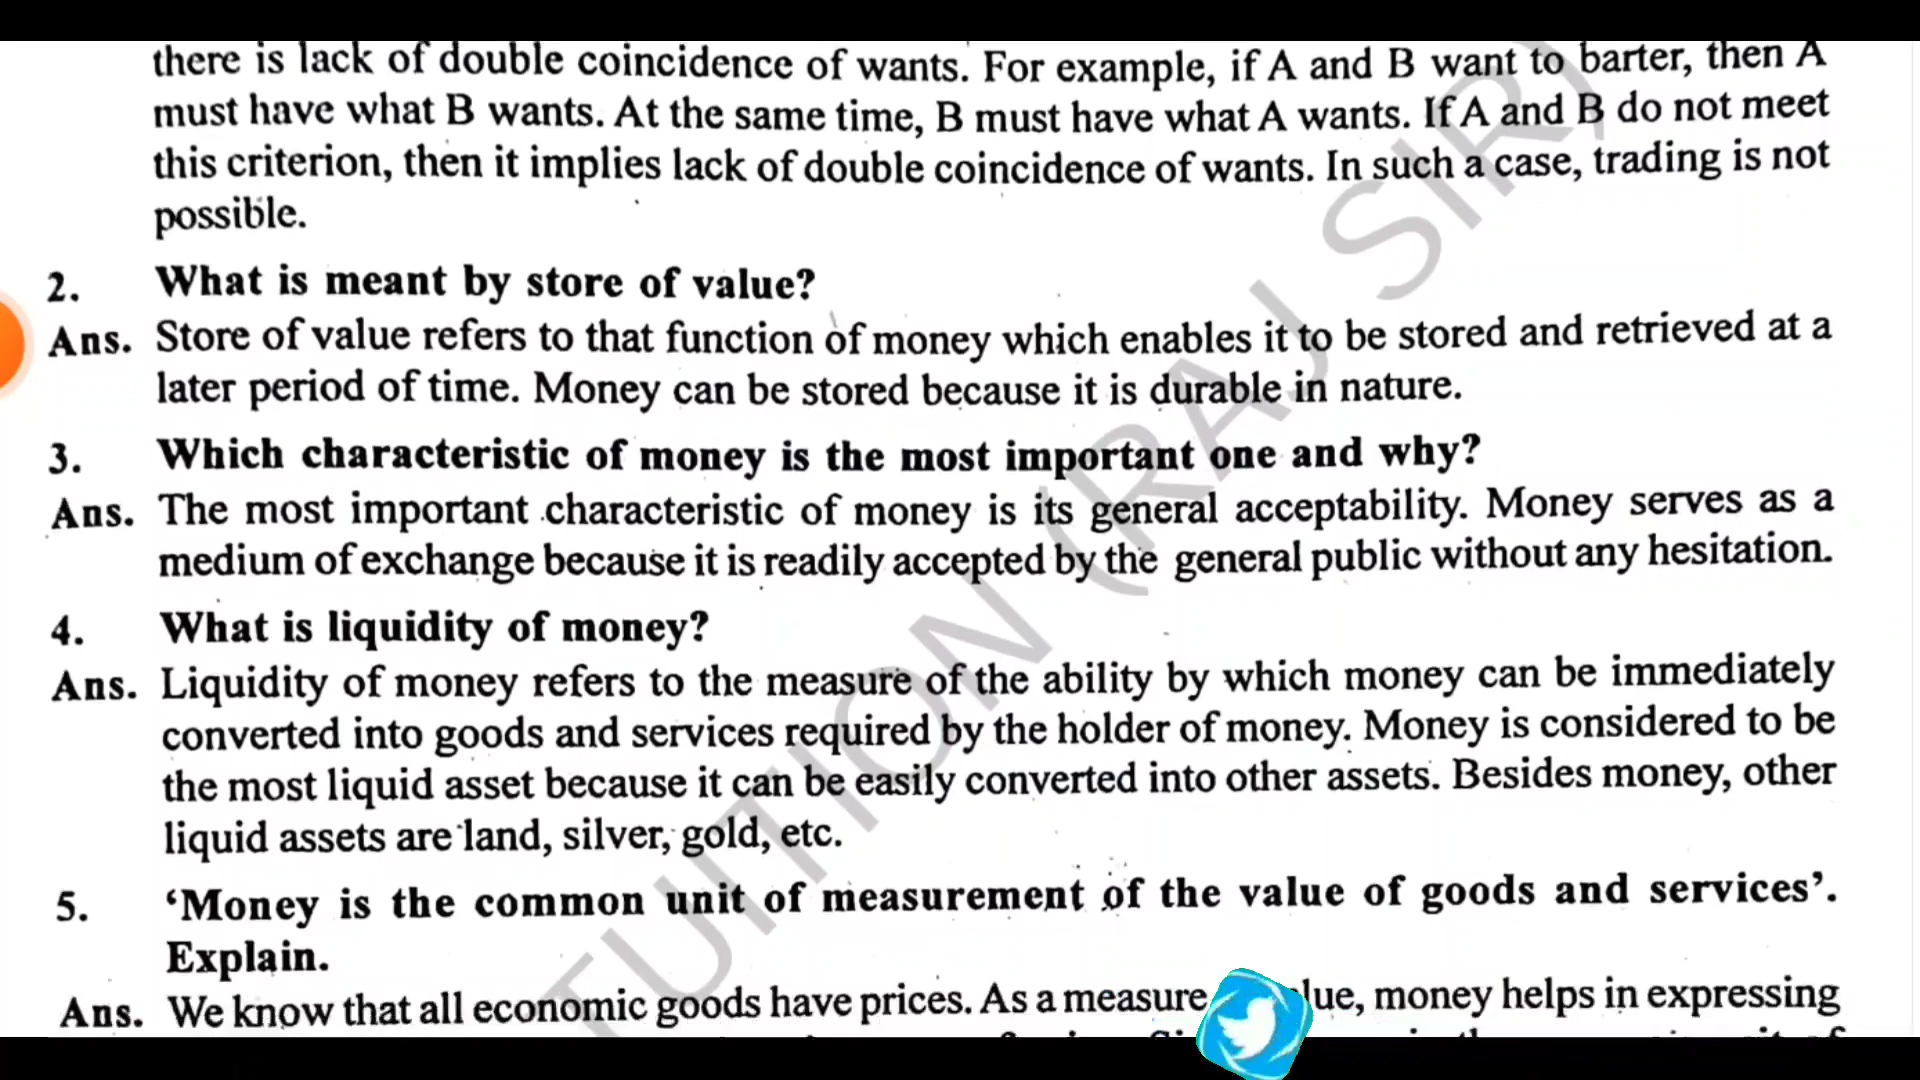 there is lack of double coincidence of wants. For example, if A and B want to barter, then A
must have what B wants. At the same time, B must have what A wants. If A and B do not meet
this criterion, then it implies lack of double coincidence of wants. In such a case, trading is not
possible.
2. What is meant by store of value?
Ans. Store of value refers to that function of money which enables it to be stored and retrieved at a
later period of time. Money can be stored because it is durable in nature.
3. Which characteristic of money is the most important one and why?
Ans. The most important characteristic of money is its general acceptability. Money serves as a
medium of exchange because it is readily accepted by the general public without any hesitation.
4. What is liquidity of money?
Ans. Liquidity of money refers to the measure of the ability by which money can be immediately
converted into goods and services required by the holder of money. Money is considered to be
the most liquid asset because it can be easily converted into other assets. Besides money, other
liquid assets are land, silver, gold, etc.
5. ‘Money is the common unit of measurement of the value of goods and services’.
Explain.
Ans. We know that all economic goods have prices. As a measure lue, money helps in expressing
TUITION (RAJ SIR)